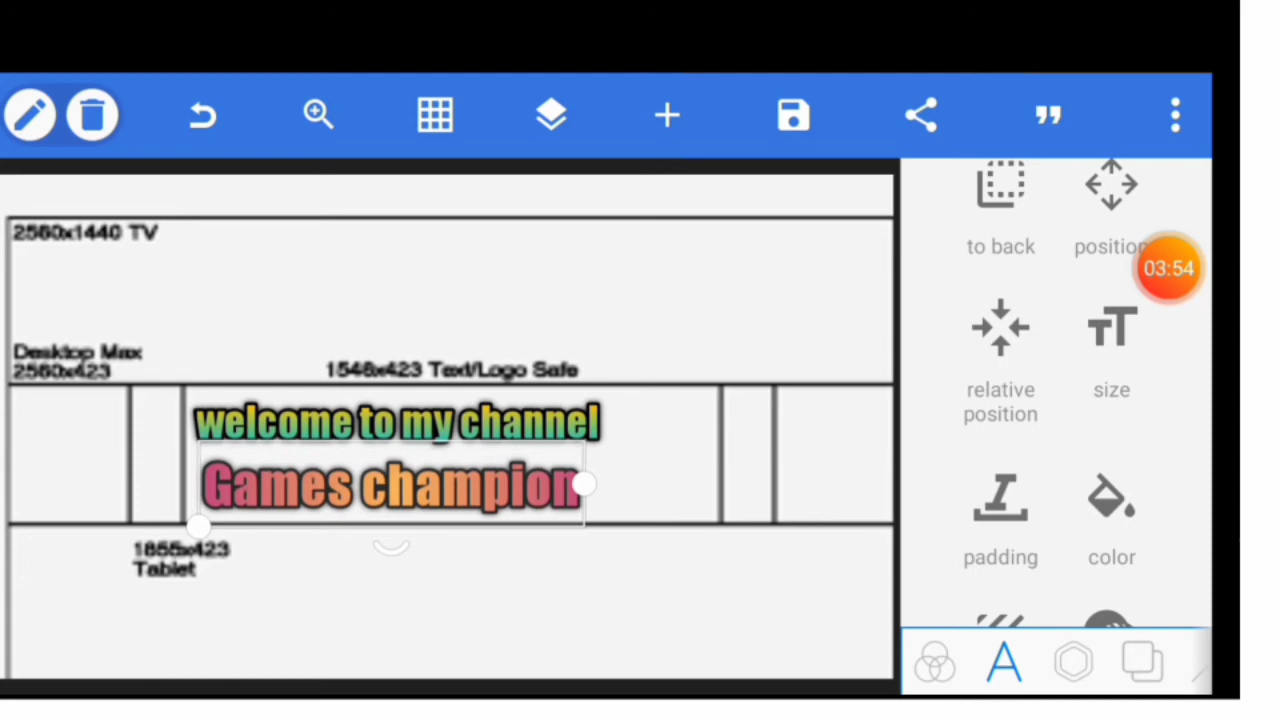 2560x1440 TV
to back
position
03:54
Desktop Max
2560x423
1546x423 Text/Logo Safe
relative
position
size
welcome to my channel
Games champion
padding
color
1855x423
Tablet